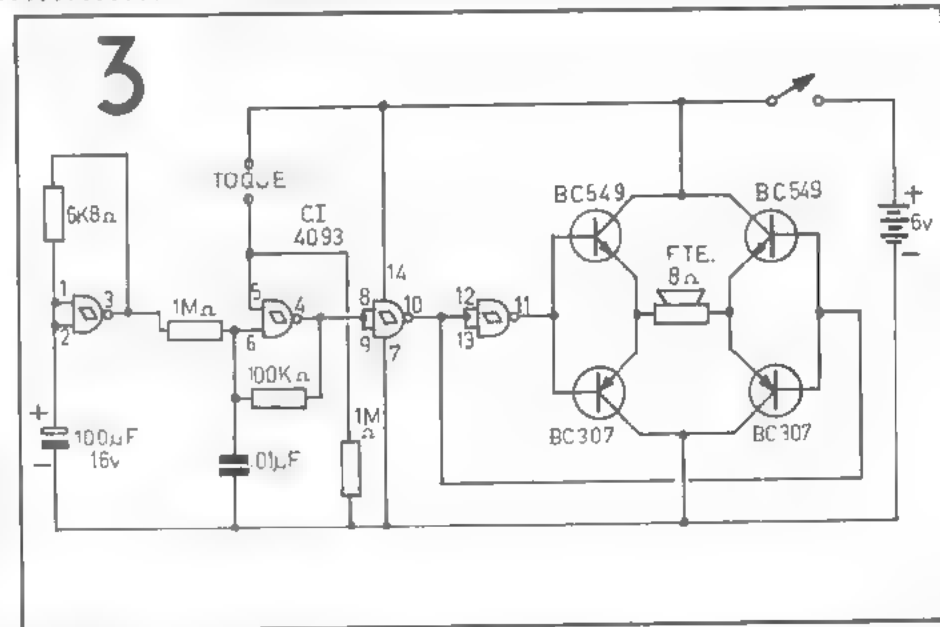 3
TOQUE
6K8Ω
CI
4093
BC549
BC549
+
6v
-
FTE.
8Ω
14
1
2
3
1MΩ
5
6
4
8
9
10
7
12
13
11
100KΩ
1M
Ω
BC307
BC307
+
100µF
16v
-
.01µF